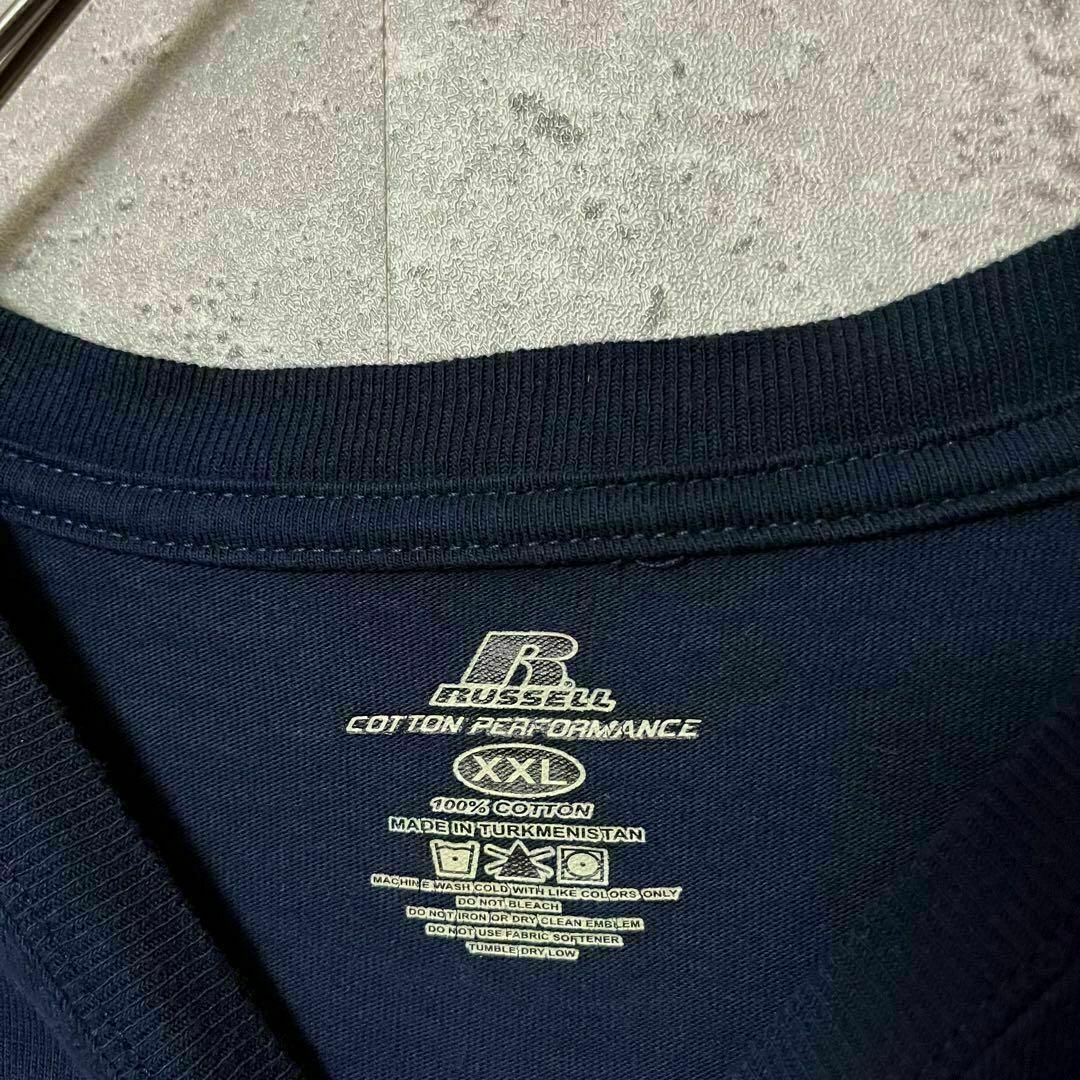 R
RUSSELL
COTTON PERFORMANCE
XXL
100% COTTON
MADE IN TURKMENISTAN
MACHINE WASH COLD WITH LIKE COLORS ONLY
DO NOT BLEACH
DO NOT IRON OR DRY CLEAN EMBLEM
DO NOT USE FABRIC SOFTENER
TUMBLE DRY LOW